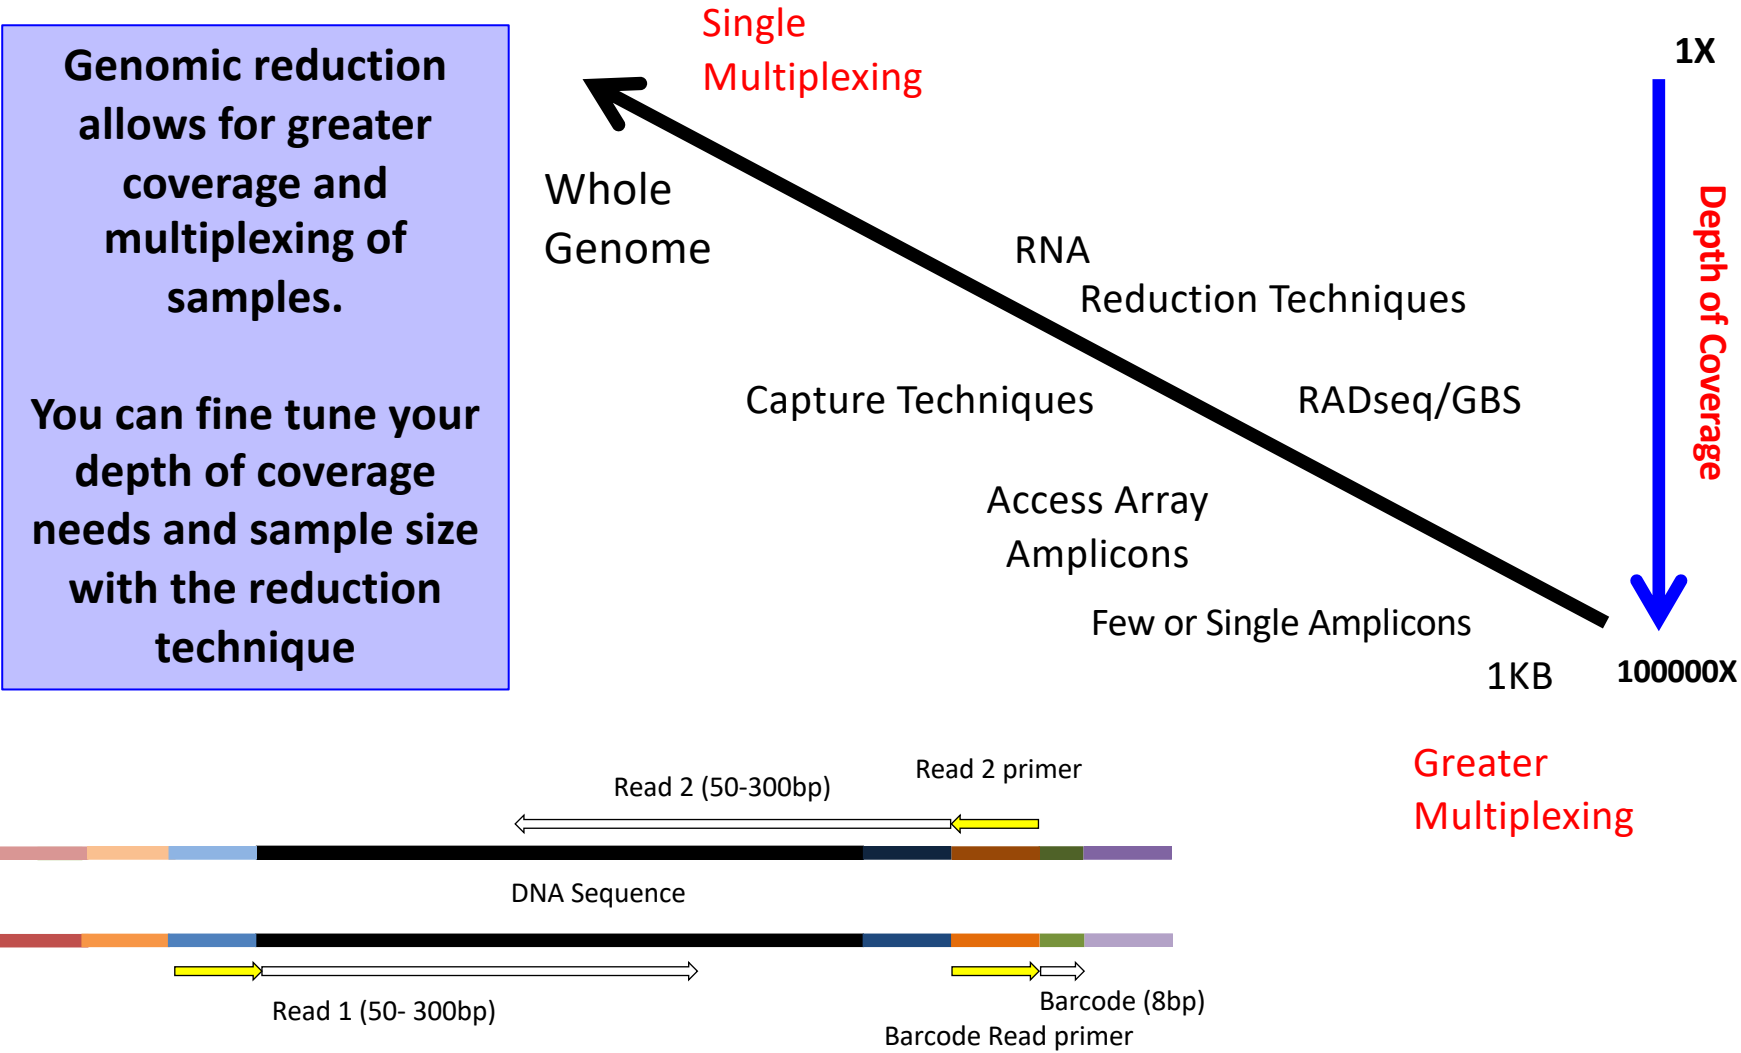 Genomic reduction
allows for greater
coverage and
multiplexing of
samples.
You can fine tune your
depth of coverage
needs and sample size
with the reduction
technique
Single
Multiplexing
1X
Whole
Genome
RNA
Reduction Techniques
Depth of Coverage
Capture Techniques
RADseq/GBS
Access Array
Amplicons
Few or Single Amplicons
1KB
100000X
Greater
Multiplexing
Read 2 (50-300bp)
Read 2 primer
DNA Sequence
Read 1 (50- 300bp)
Barcode (8bp)
Barcode Read primer